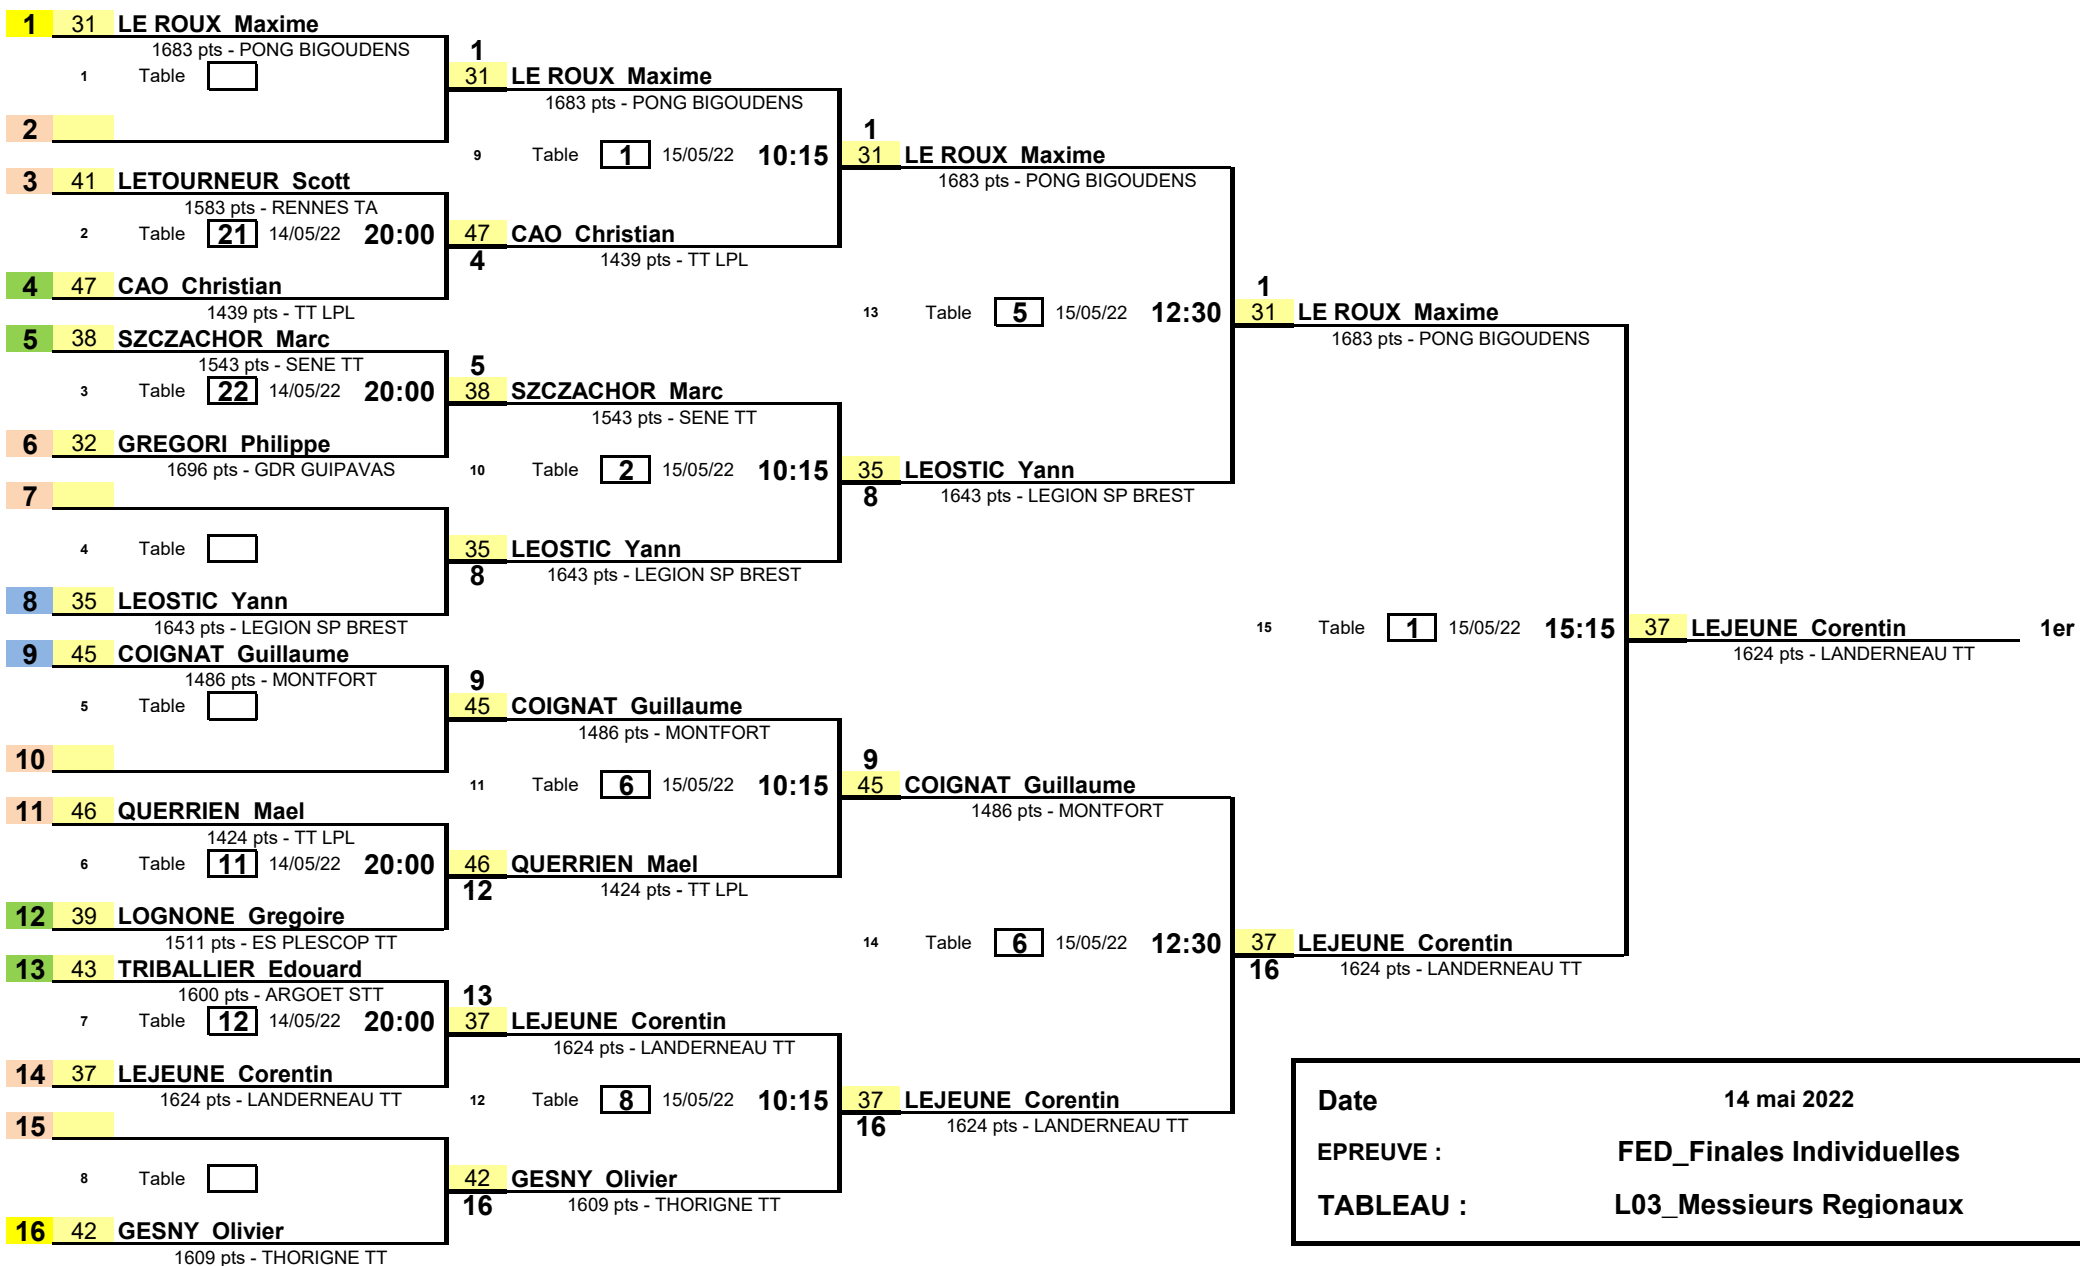 1 31 LE ROUX Maxime
1683 pts - PONG BIGOUDENS
1 Table
2
3 41 LETOURNEUR Scott
1583 pts - RENNES TA
2 Table 21 14/05/22 20:00
4 47 CAO Christian
1439 pts - TT LPL
5 38 SZCZACHOR Marc
1543 pts - SENE TT
3 Table 22 14/05/22 20:00
6 32 GREGORI Philippe
1696 pts - GDR GUIPAVAS
7
4 Table
8 35 LEOSTIC Yann
1643 pts - LEGION SP BREST
9 45 COIGNAT Guillaume
1486 pts - MONTFORT
5 Table
10
11 46 QUERRIEN Mael
1424 pts - TT LPL
6 Table 11 14/05/22 20:00
12 39 LOGNONE Gregoire
1511 pts - ES PLESCOP TT
13 43 TRIBALLIER Edouard
1600 pts - ARGOET STT
7 Table 12 14/05/22 20:00
14 37 LEJEUNE Corentin
1624 pts - LANDERNEAU TT
15
8 Table
16 42 GESNY Olivier
1609 pts - THORIGNE TT
1
31 LE ROUX Maxime
1683 pts - PONG BIGOUDENS
9 Table 1 15/05/22 10:15
47 CAO Christian
4
1439 pts - TT LPL
5
38 SZCZACHOR Marc
1543 pts - SENE TT
10 Table 2 15/05/22 10:15
35 LEOSTIC Yann
8
1643 pts - LEGION SP BREST
9
45 COIGNAT Guillaume
1486 pts - MONTFORT
11 Table 6 15/05/22 10:15
46 QUERRIEN Mael
12
1424 pts - TT LPL
13
37 LEJEUNE Corentin
1624 pts - LANDERNEAU TT
12 Table 8 15/05/22 10:15
42 GESNY Olivier
16
1609 pts - THORIGNE TT
1
31 LE ROUX Maxime
1683 pts - PONG BIGOUDENS
13 Table 5 15/05/22 12:30
35 LEOSTIC Yann
8
1643 pts - LEGION SP BREST
9
45 COIGNAT Guillaume
1486 pts - MONTFORT
14 Table 6 15/05/22 12:30
37 LEJEUNE Corentin
16
1624 pts - LANDERNEAU TT
1
31 LE ROUX Maxime
1683 pts - PONG BIGOUDENS
15 Table 1 15/05/22 15:15
37 LEJEUNE Corentin
16
1624 pts - LANDERNEAU TT
37 LEJEUNE Corentin 1er
1624 pts - LANDERNEAU TT
Date 14 mai 2022
EPREUVE : FED_Finales Individuelles
TABLEAU : L03_Messieurs Regionaux